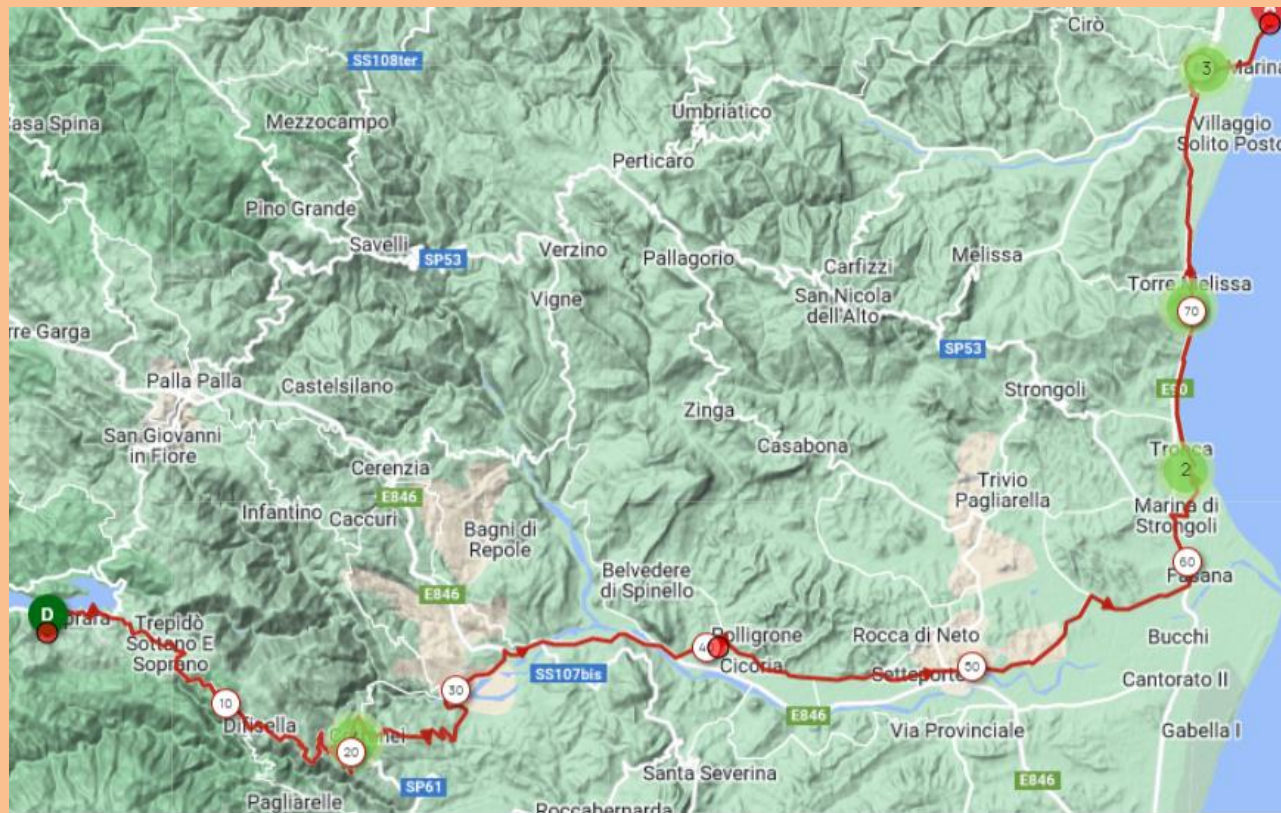 Cirò
SS108ter
3
Marina
Casa Spina
Mezzocampo
Umbriatico
Villaggio
Solito Posto
Perticaro
Pino Grande
Savelli
SP53
Verzino
Pallagorio
Carfizzi
Melissa
Vigne
San Nicola
dell'Alto
Torre Melissa
70
rre Garga
SP53
Palla Palla
Castelsilano
Strongoli
E90
Zinga
San Giovanni
in Fiore
Casabona
Cerenzia
2
Trivio
Pagliarella
E846
Infantino
Caccuri
Bagni di
Repole
Marina di
Strongoli
Belvedere
di Spinello
60
Fasana
E846
D
Trepidò
Sottano E
Soprano
Rocca di Neto
Bucchi
Polligrone
Cicoria
Setteporte
50
SS107bis
Cantorato II
30
10
Difisella
E846
Via Provinciale
Gabella I
20
Santa Severina
SP61
E846
Pagliarelle
Roccabernarda